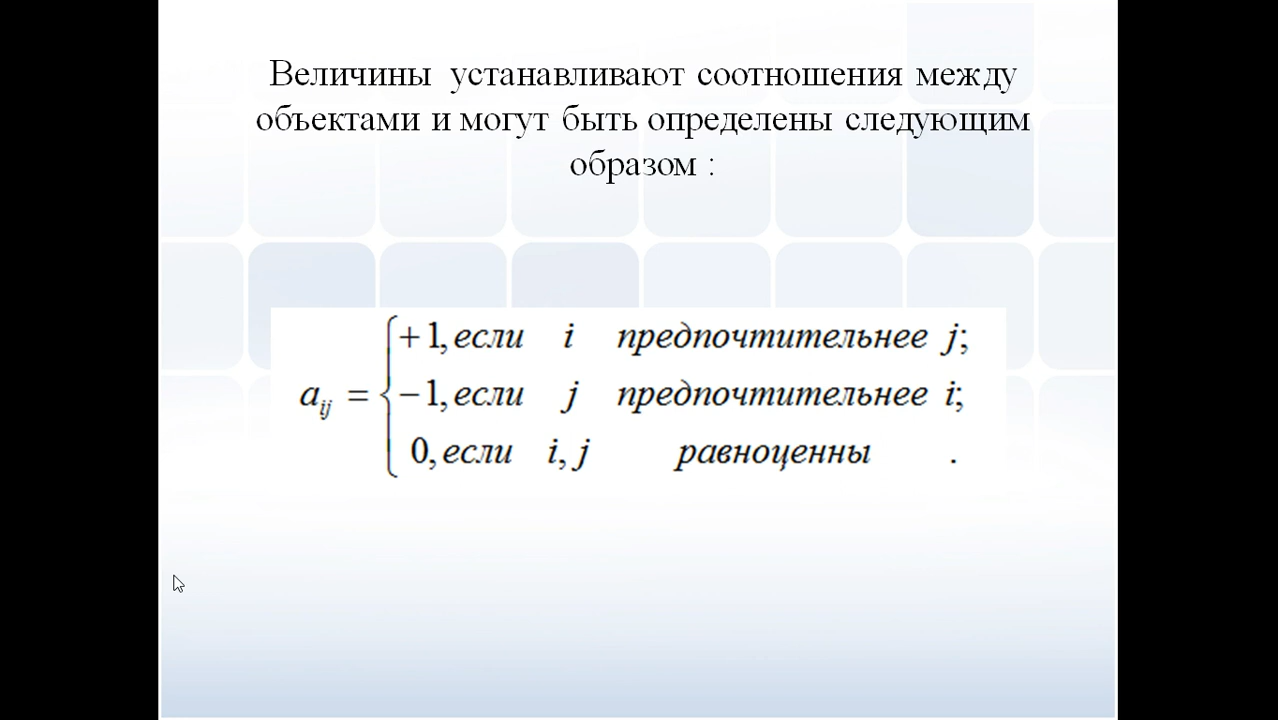 Величины устанавливают соотношения между
объектами и могут быть определены следующим
образом :
+1, если i предпочтительнее j;
a_ij = { −1, если j предпочтительнее i;
0, если i, j равноценны .